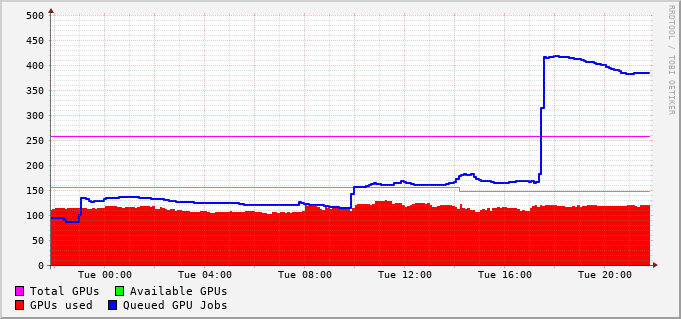 500
450
400
350
300
250
200
150
100
50
0
Tue 00:00 Tue 04:00 Tue 08:00 Tue 12:00 Tue 16:00 Tue 20:00
Total GPUs Available GPUs
GPUs used Queued GPU Jobs
RRDTOOL / TOBI OETIKER